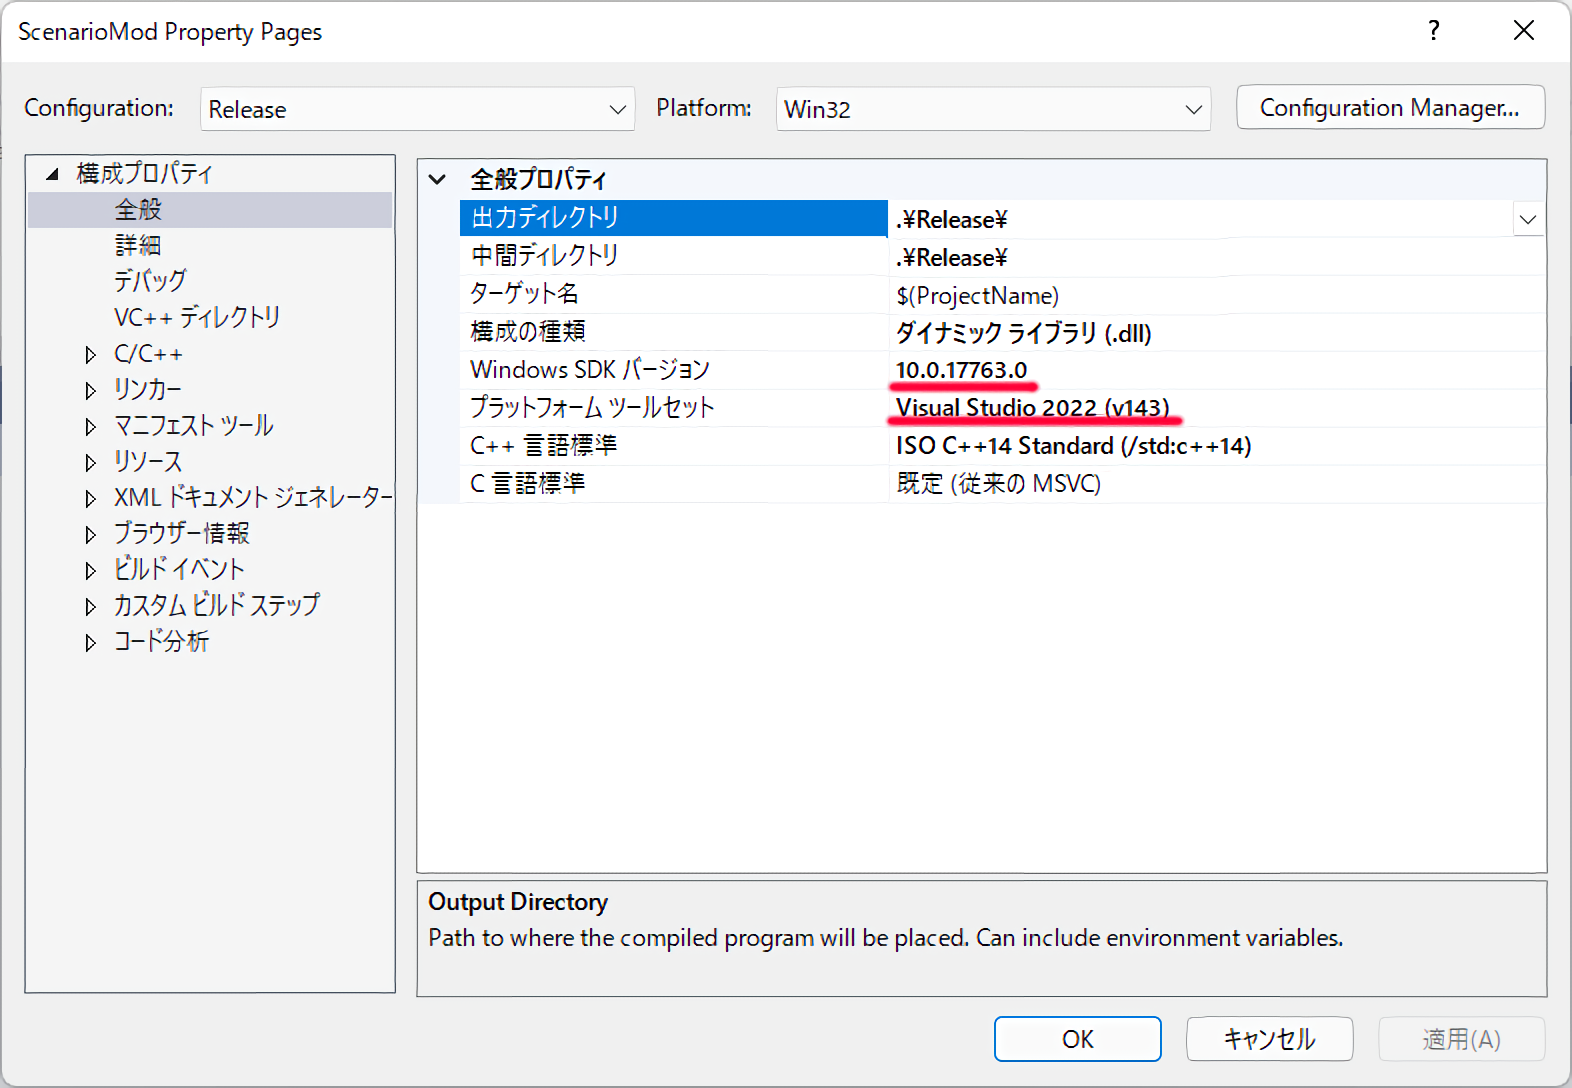 ScenarioMod Property Pages
?
Configuration: Release Platform: Win32 Configuration Manager...
構成プロパティ
全般
詳細
デバッグ
VC++ ディレクトリ
C/C++
リンカー
マニフェスト ツール
リソース
XML ドキュメント ジェネレーター
ブラウザー情報
ビルド イベント
カスタム ビルド ステップ
コード分析
全般プロパティ
出力ディレクトリ .¥Release¥
中間ディレクトリ .¥Release¥
ターゲット名 $(ProjectName)
構成の種類 ダイナミック ライブラリ (.dll)
Windows SDK バージョン 10.0.17763.0
プラットフォーム ツールセット Visual Studio 2022 (v143)
C++ 言語標準 ISO C++14 Standard (/std:c++14)
C 言語標準 既定 (従来の MSVC)
Output Directory
Path to where the compiled program will be placed. Can include environment variables.
OK キャンセル 適用(A)